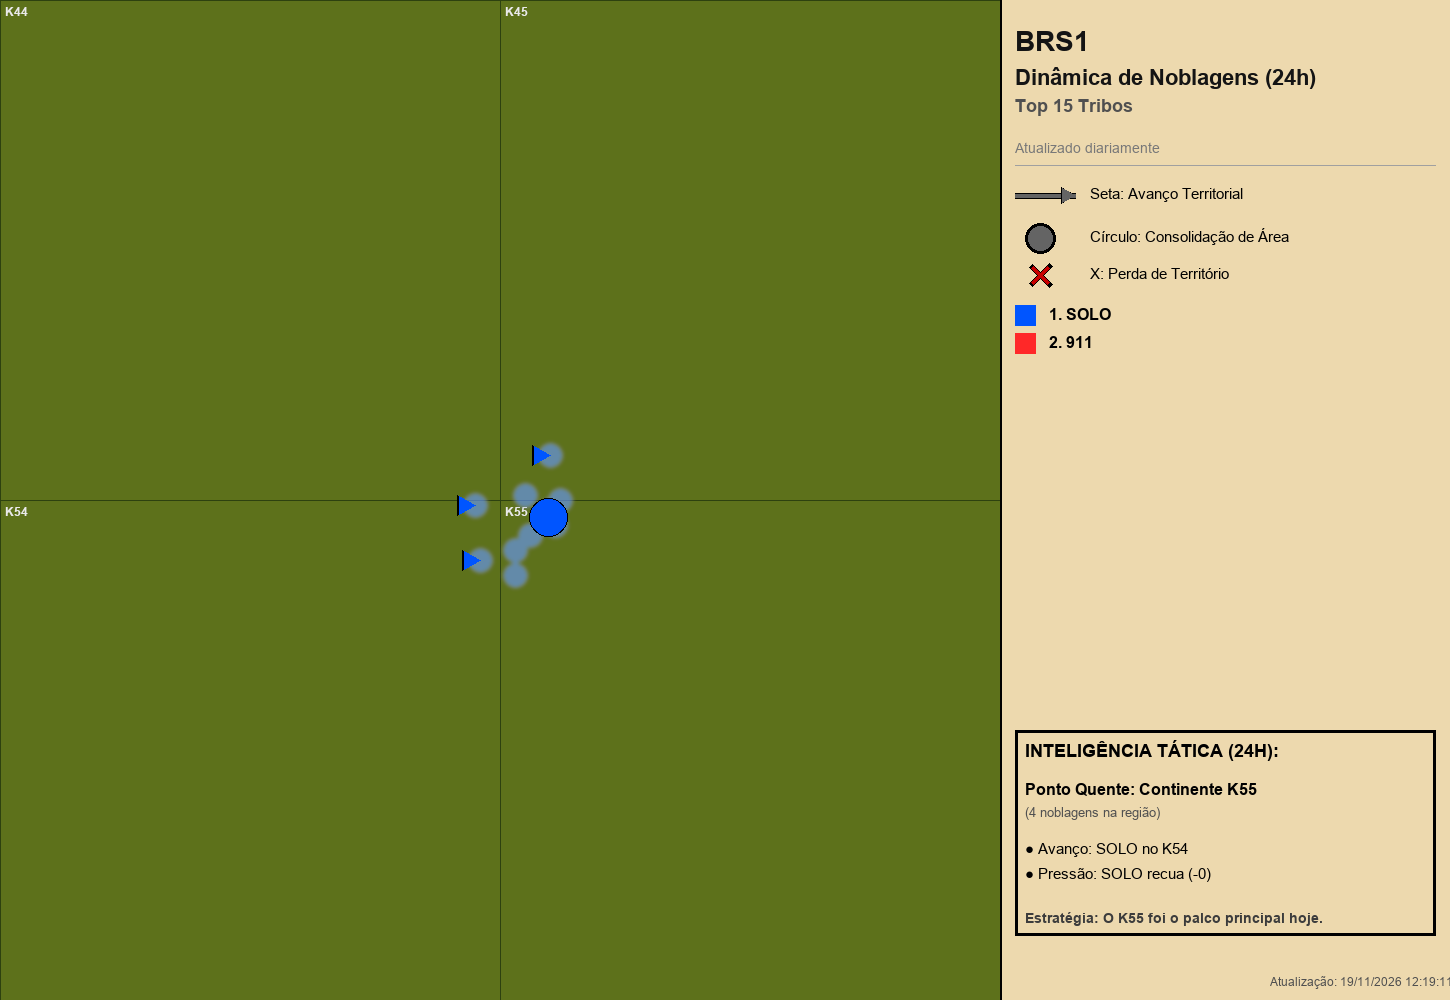 K44
K45
K54
K55
BRS1
Dinâmica de Noblagens (24h)
Top 15 Tribos
Atualizado diariamente
Seta: Avanço Territorial
Círculo: Consolidação de Área
X: Perda de Território
1. SOLO
2. 911
INTELIGÊNCIA TÁTICA (24H):
Ponto Quente: Continente K55
(4 noblagens na região)
● Avanço: SOLO no K54
● Pressão: SOLO recua (-0)
Estratégia: O K55 foi o palco principal hoje.
Atualização: 19/11/2026 12:19:11